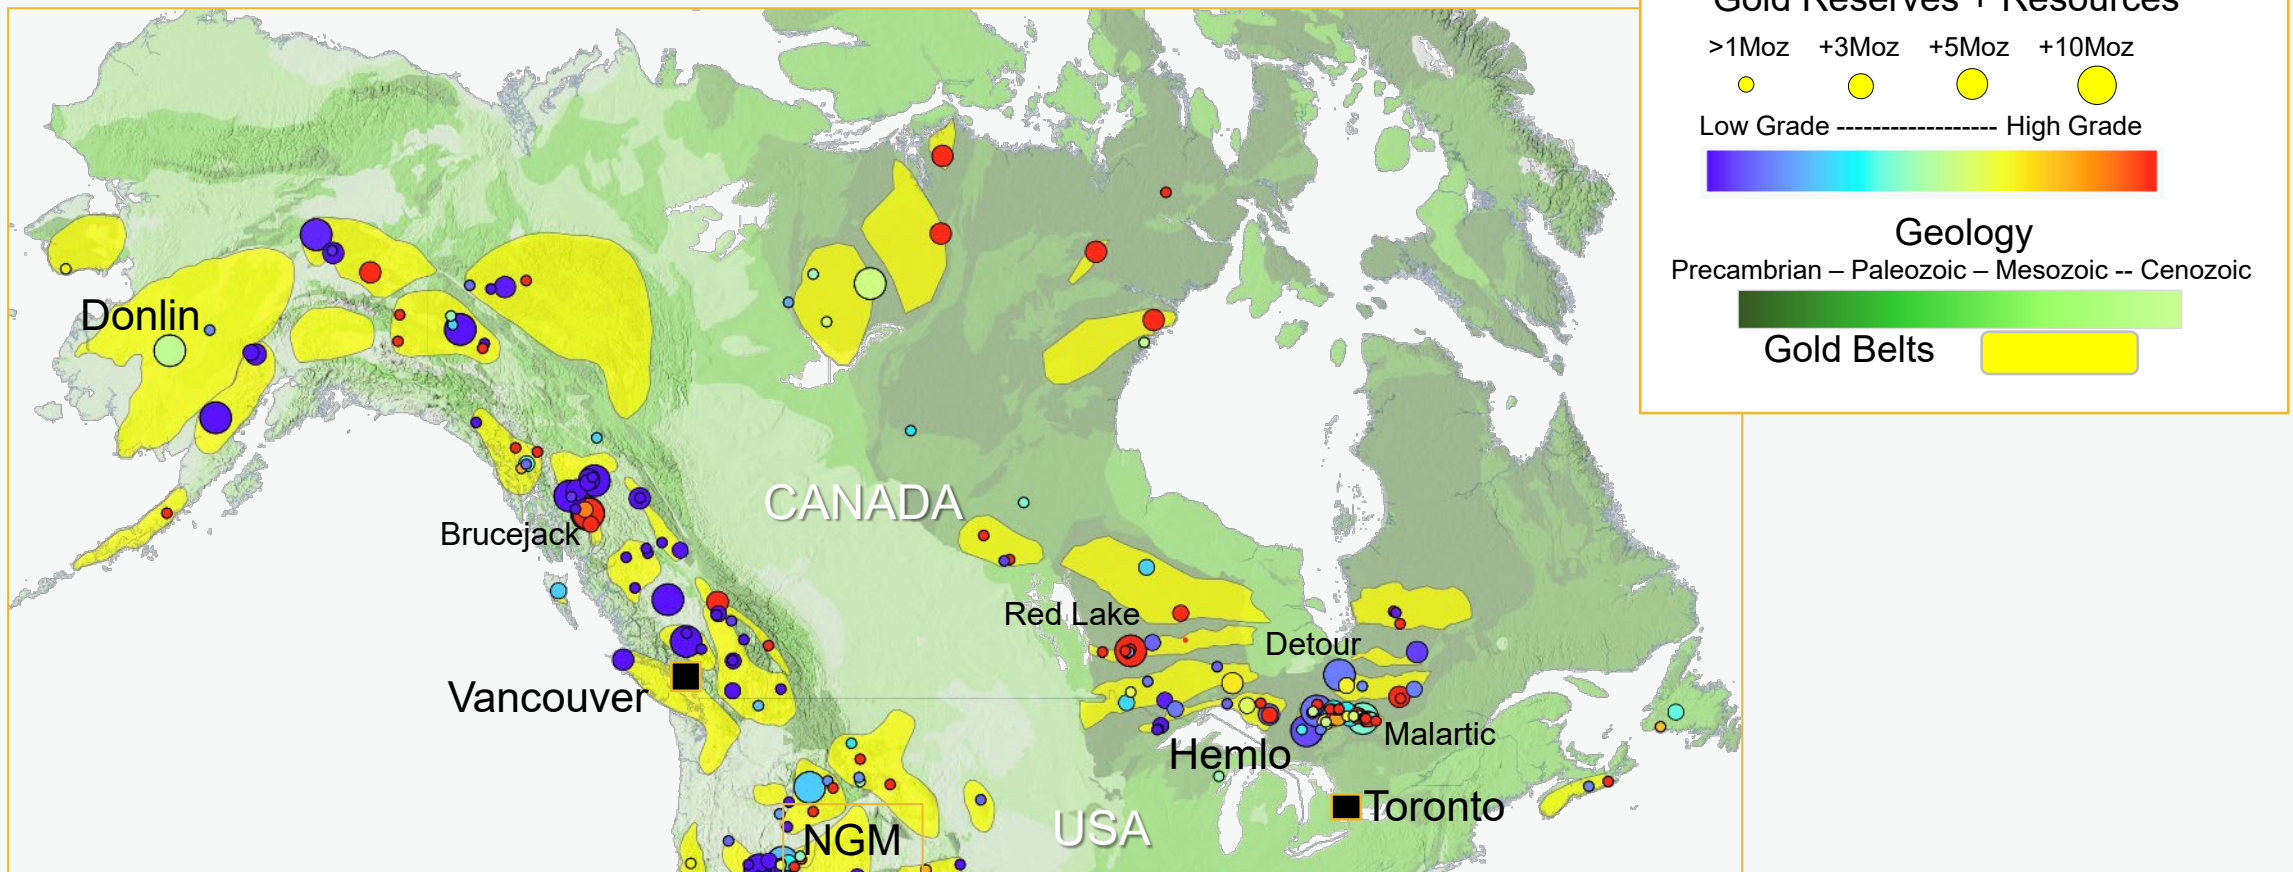 Gold Reserves + Resources
>1Moz +3Moz +5Moz +10Moz
Low Grade ------------------ High Grade
Geology
Precambrian – Paleozoic – Mesozoic -- Cenozoic
Gold Belts
Donlin
CANADA
Brucejack
Red Lake
Detour
Vancouver
Malartic
Hemlo
Toronto
USA
NGM